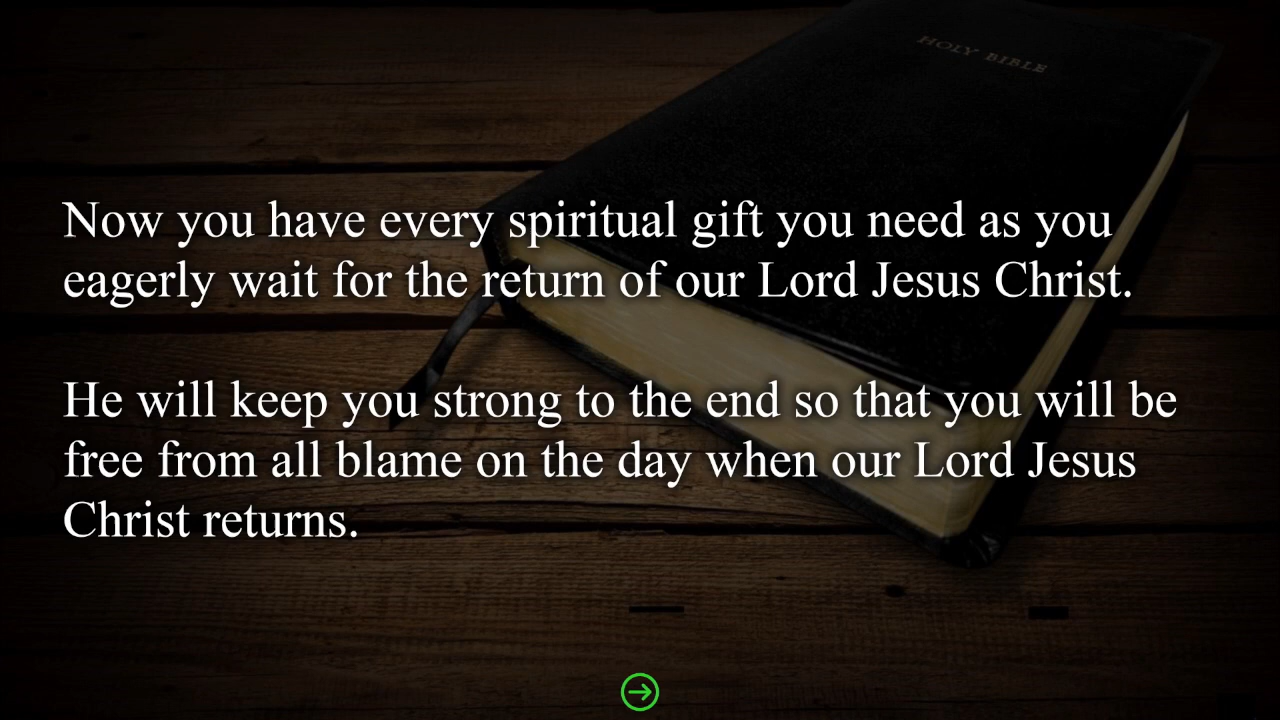 HOLY BIBLE
Now you have every spiritual gift you need as you
eagerly wait for the return of our Lord Jesus Christ.
He will keep you strong to the end so that you will be
free from all blame on the day when our Lord Jesus
Christ returns.